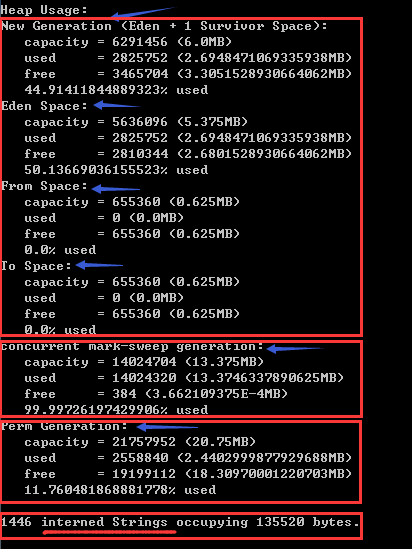 Heap Usage:
New Generation (Eden + 1 Survivor Space):
capacity = 6291456 (6.0MB)
used = 2825752 (2.6948471069335938MB)
free = 3465704 (3.3051528930664062MB)
44.91411844889323% used
Eden Space:
capacity = 5636096 (5.375MB)
used = 2825752 (2.6948471069335938MB)
free = 2810344 (2.6801528930664062MB)
50.13669036155523% used
From Space:
capacity = 655360 (0.625MB)
used = 0 (0.0MB)
free = 655360 (0.625MB)
0.0% used
To Space:
capacity = 655360 (0.625MB)
used = 0 (0.0MB)
free = 655360 (0.625MB)
0.0% used
concurrent mark-sweep generation:
capacity = 14024704 (13.375MB)
used = 14024320 (13.3746337890625MB)
free = 384 (3.662109375E-4MB)
99.99726197429906% used
Perm Generation:
capacity = 21757952 (20.75MB)
used = 2558840 (2.4402999877929688MB)
free = 19199112 (18.30970001220703MB)
11.760481868881778% used
1446 interned Strings occupying 135520 bytes.